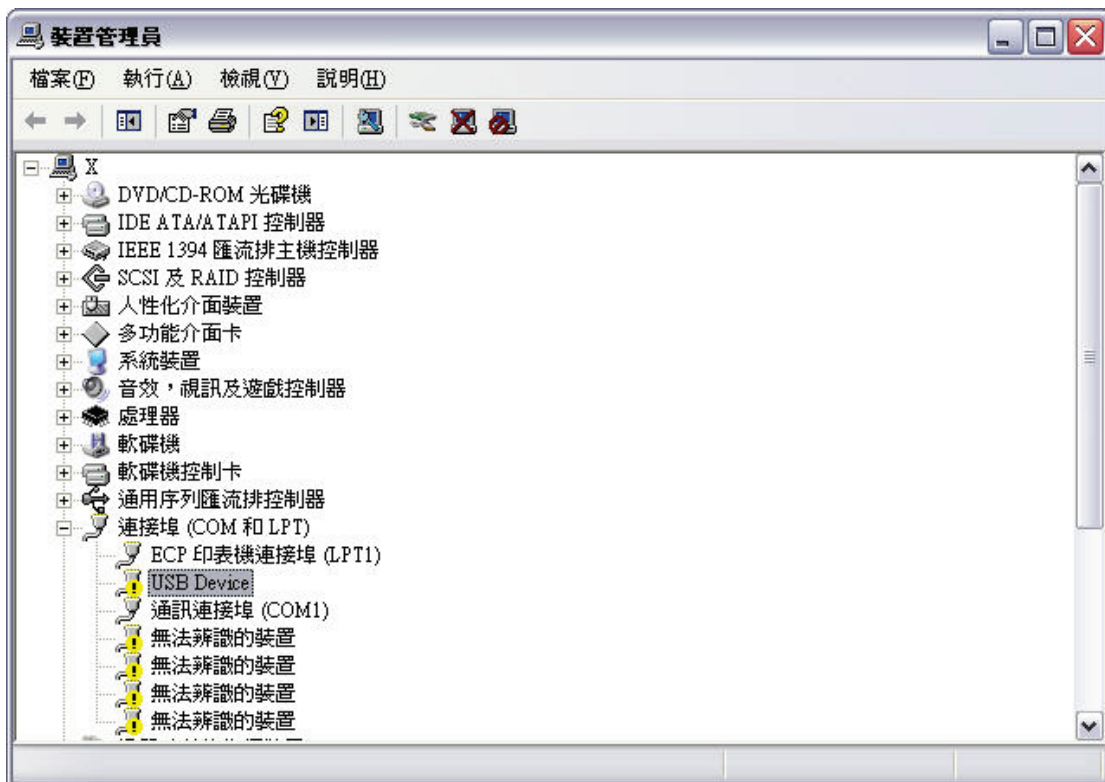 裝置管理員
檔案(F) 執行(A) 檢視(V) 說明(H)
X
DVD/CD-ROM 光碟機
IDE ATA/ATAPI 控制器
IEEE 1394 匯流排主機控制器
SCSI 及 RAID 控制器
人性化介面裝置
多功能介面卡
系統裝置
音效，視訊及遊戲控制器
處理器
軟碟機
軟碟機控制卡
通用序列匯流排控制器
連接埠 (COM 和 LPT)
ECP 印表機連接埠 (LPT1)
USB Device
通訊連接埠 (COM1)
無法辨識的裝置
無法辨識的裝置
無法辨識的裝置
無法辨識的裝置